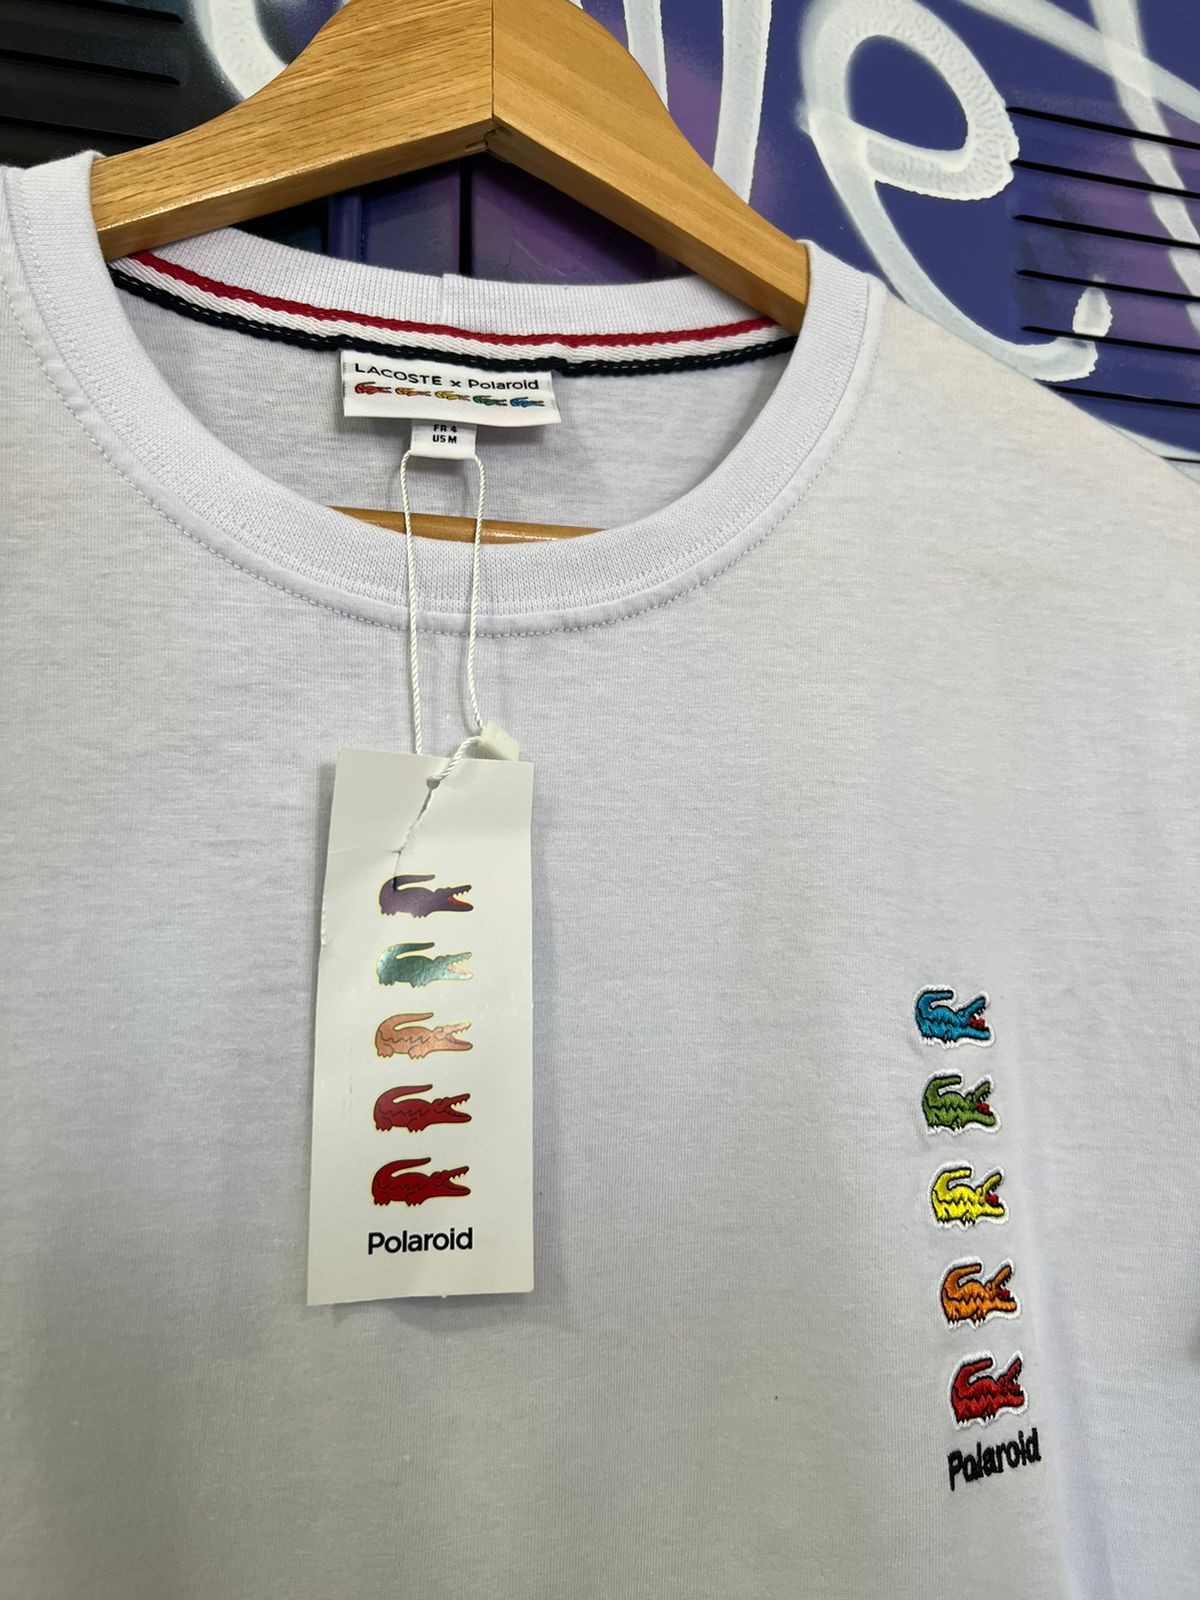 LACOSTE x Polaroid
FR 4
US M
Polaroid
Polaroid